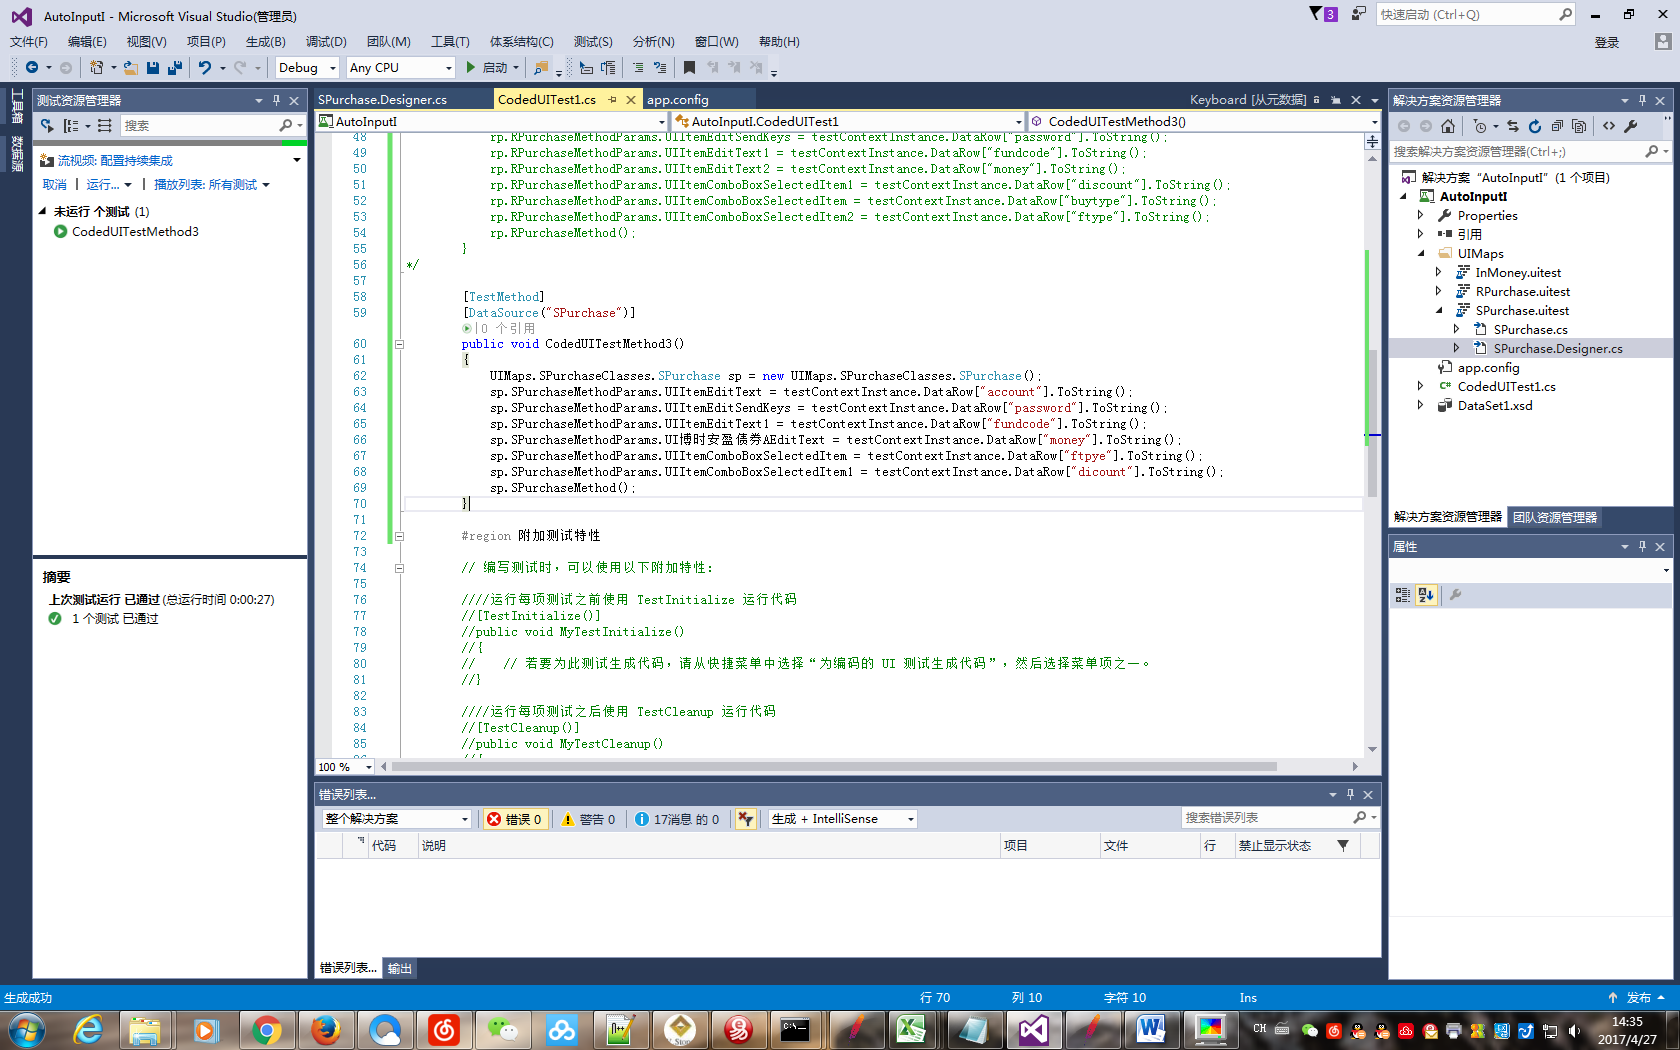 AutoInputI - Microsoft Visual Studio(管理员)
3
快速启动 (Ctrl+Q)
文件(F) 编辑(E) 视图(V) 项目(P) 生成(B) 调试(D) 团队(M) 工具(T) 体系结构(C) 测试(S) 分析(N) 窗口(W) 帮助(H)
登录
Debug Any CPU 启动
工具箱
数据源
测试资源管理器
搜索
流视频: 配置持续集成
取消 | 运行... | 播放列表: 所有测试
未运行 个测试 (1)
CodedUITestMethod3
摘要
上次测试运行 已通过 (总运行时间 0:00:27)
1 个测试 已通过
SPurchase.Designer.cs CodedUITest1.cs app.config Keyboard [从元数据]
AutoInputI AutoInputI.CodedUITest1 CodedUITestMethod3()
48 rp.RPurchaseMethodParams.UIItemEditSendKeys = testContextInstance.DataRow["password"].ToString();
49 rp.RPurchaseMethodParams.UIItemEditText1 = testContextInstance.DataRow["fundcode"].ToString();
50 rp.RPurchaseMethodParams.UIItemEditText2 = testContextInstance.DataRow["money"].ToString();
51 rp.RPurchaseMethodParams.UIItemComboBoxSelectedItem1 = testContextInstance.DataRow["discount"].ToString();
52 rp.RPurchaseMethodParams.UIItemComboBoxSelectedItem = testContextInstance.DataRow["buytype"].ToString();
53 rp.RPurchaseMethodParams.UIItemComboBoxSelectedItem2 = testContextInstance.DataRow["ftype"].ToString();
54 rp.RPurchaseMethod();
55 }
56 */
57
58 [TestMethod]
59 [DataSource("SPurchase")]
|0 个引用
60 public void CodedUITestMethod3()
61 {
62 UIMaps.SPurchaseClasses.SPurchase sp = new UIMaps.SPurchaseClasses.SPurchase();
63 sp.SPurchaseMethodParams.UIItemEditText = testContextInstance.DataRow["account"].ToString();
64 sp.SPurchaseMethodParams.UIItemEditSendKeys = testContextInstance.DataRow["password"].ToString();
65 sp.SPurchaseMethodParams.UIItemEditText1 = testContextInstance.DataRow["fundcode"].ToString();
66 sp.SPurchaseMethodParams.UI博时安盈债券AEditText = testContextInstance.DataRow["money"].ToString();
67 sp.SPurchaseMethodParams.UIItemComboBoxSelectedItem = testContextInstance.DataRow["ftpye"].ToString();
68 sp.SPurchaseMethodParams.UIItemComboBoxSelectedItem1 = testContextInstance.DataRow["dicount"].ToString();
69 sp.SPurchaseMethod();
70 }
71
72 #region 附加测试特性
73
74 // 编写测试时，可以使用以下附加特性:
75
76 ////运行每项测试之前使用 TestInitialize 运行代码
77 //[TestInitialize()]
78 //public void MyTestInitialize()
79 //{
80 // // 若要为此测试生成代码，请从快捷菜单中选择“为编码的 UI 测试生成代码”，然后选择菜单项之一。
81 //}
82
83 ////运行每项测试之后使用 TestCleanup 运行代码
84 //[TestCleanup()]
85 //public void MyTestCleanup()
100 %
错误列表...
整个解决方案 错误 0 警告 0 17消息 的 0 生成 + IntelliSense 搜索错误列表
代码 说明 项目 文件 行 禁止显示状态
错误列表... 输出
解决方案资源管理器
搜索解决方案资源管理器(Ctrl+;)
解决方案 “AutoInputI” (1 个项目)
AutoInputI
Properties
引用
UIMaps
InMoney.uitest
RPurchase.uitest
SPurchase.uitest
SPurchase.cs
SPurchase.Designer.cs
app.config
CodedUITest1.cs
DataSet1.xsd
解决方案资源管理器 团队资源管理器
属性
生成成功 行 70 列 10 字符 10 Ins 发布
CH 14:35
2017/4/27